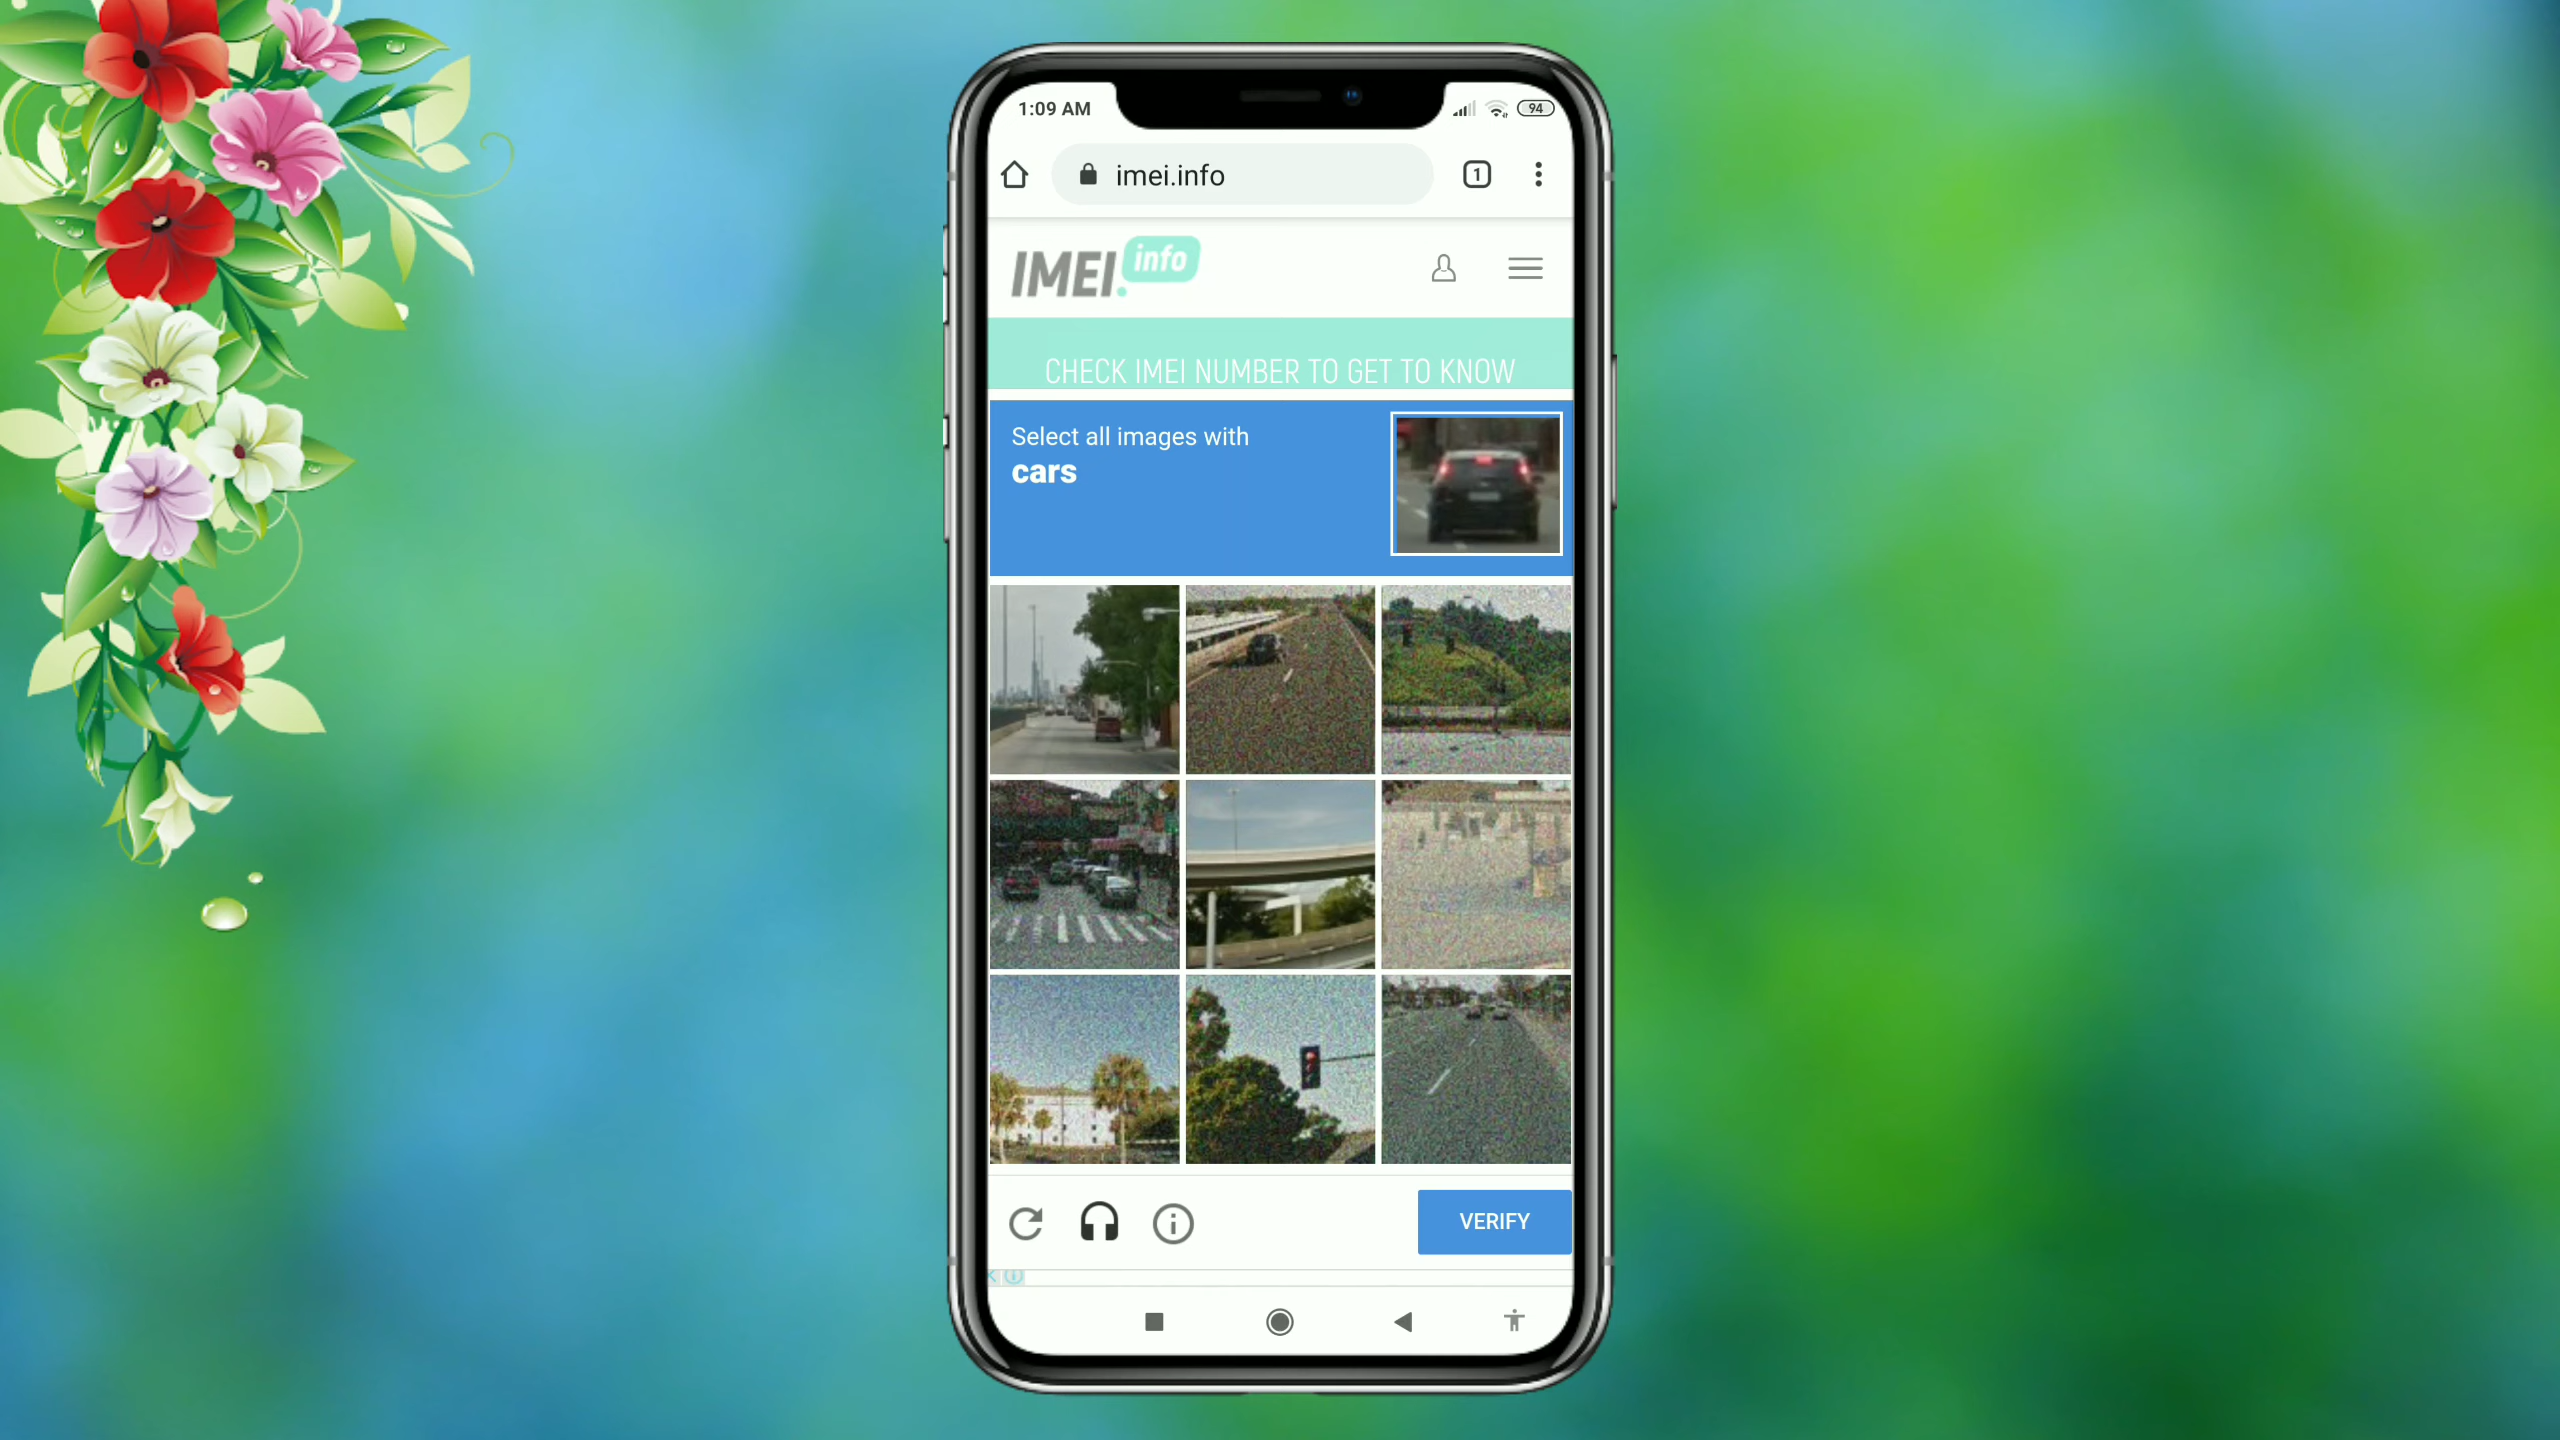 1:09 AM
94
imei.info
1
IMEI.info
CHECK IMEI NUMBER TO GET TO KNOW
Select all images with
cars
VERIFY